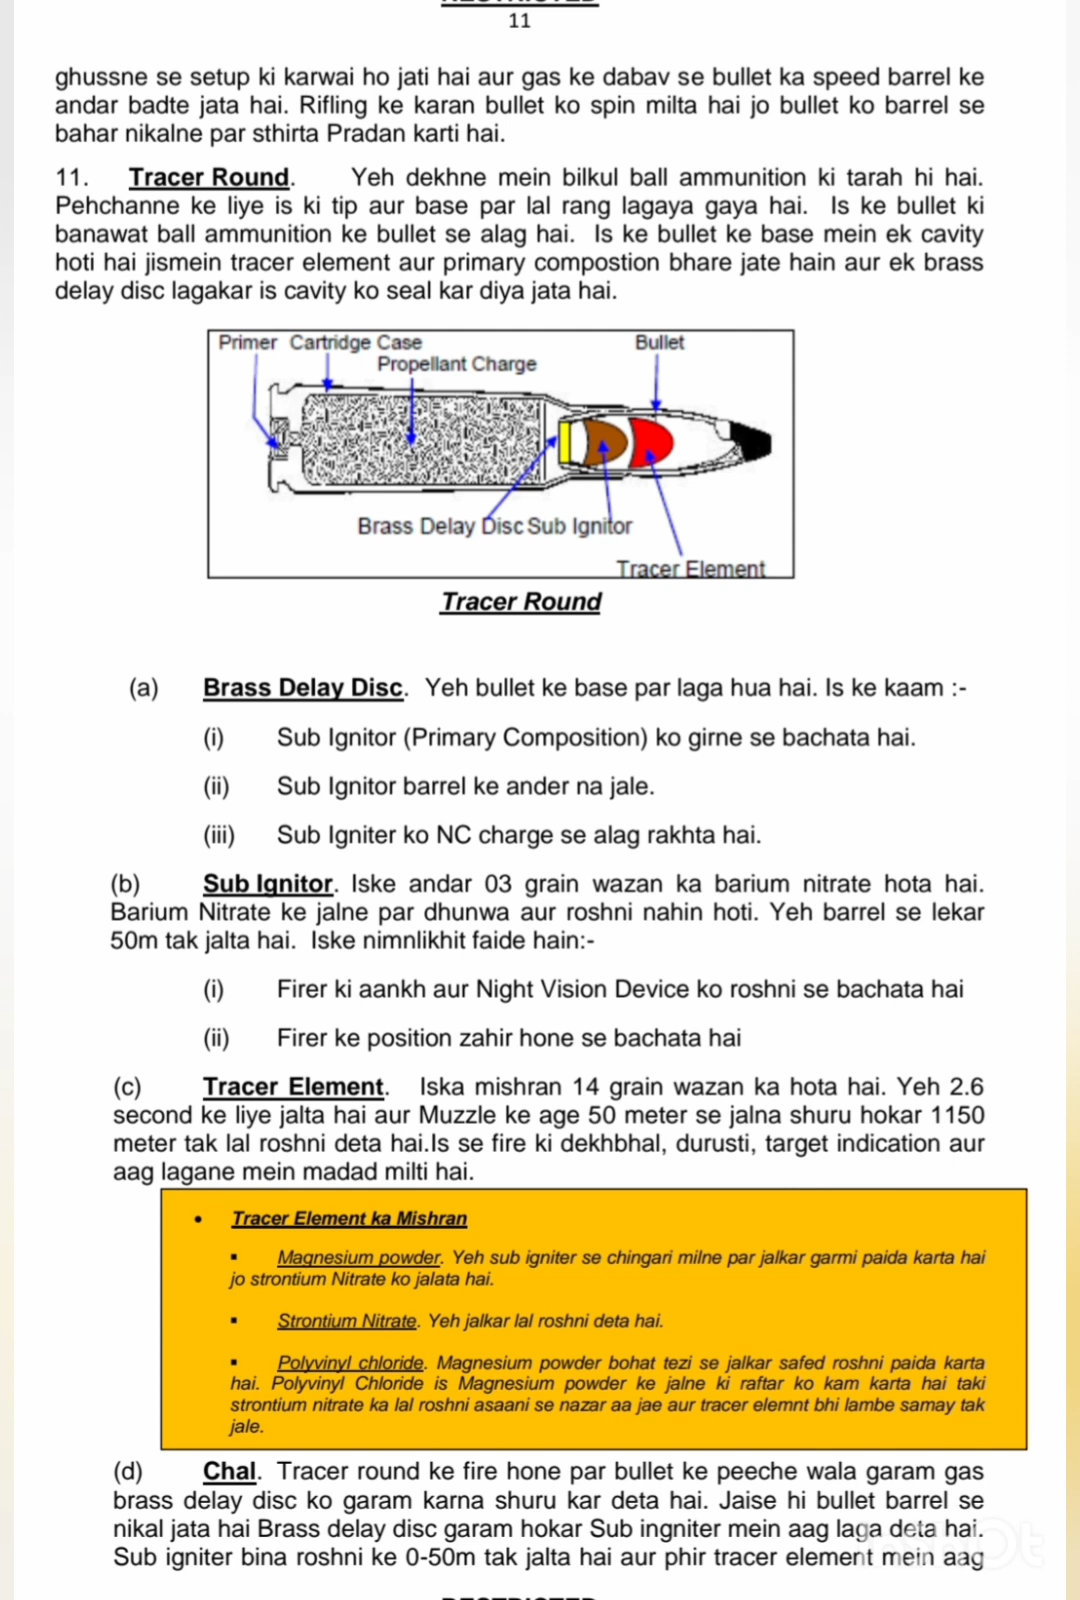 RESTRICTED
11
ghussne se setup ki karwai ho jati hai aur gas ke dabav se bullet ka speed barrel ke
andar badte jata hai. Rifling ke karan bullet ko spin milta hai jo bullet ko barrel se
bahar nikalne par sthirta Pradan karti hai.
11. Tracer Round. Yeh dekhne mein bilkul ball ammunition ki tarah hi hai.
Pehchanne ke liye is ki tip aur base par lal rang lagaya gaya hai. Is ke bullet ki
banawat ball ammunition ke bullet se alag hai. Is ke bullet ke base mein ek cavity
hoti hai jismein tracer element aur primary compostion bhare jate hain aur ek brass
delay disc lagakar is cavity ko seal kar diya jata hai.
Primer Cartridge Case Bullet
Propellant Charge
Brass Delay Disc Sub Ignitor
Tracer Element
Tracer Round
(a) Brass Delay Disc. Yeh bullet ke base par laga hua hai. Is ke kaam :-
(i) Sub Ignitor (Primary Composition) ko girne se bachata hai.
(ii) Sub Ignitor barrel ke ander na jale.
(iii) Sub Igniter ko NC charge se alag rakhta hai.
(b) Sub Ignitor. Iske andar 03 grain wazan ka barium nitrate hota hai.
Barium Nitrate ke jalne par dhunwa aur roshni nahin hoti. Yeh barrel se lekar
50m tak jalta hai. Iske nimnlikhit faide hain:-
(i) Firer ki aankh aur Night Vision Device ko roshni se bachata hai
(ii) Firer ke position zahir hone se bachata hai
(c) Tracer Element. Iska mishran 14 grain wazan ka hota hai. Yeh 2.6
second ke liye jalta hai aur Muzzle ke age 50 meter se jalna shuru hokar 1150
meter tak lal roshni deta hai.Is se fire ki dekhbhal, durusti, target indication aur
aag lagane mein madad milti hai.
• Tracer Element ka Mishran
▪ Magnesium powder. Yeh sub igniter se chingari milne par jalkar garmi paida karta hai
jo strontium Nitrate ko jalata hai.
▪ Strontium Nitrate. Yeh jalkar lal roshni deta hai.
▪ Polyvinyl chloride. Magnesium powder bohat tezi se jalkar safed roshni paida karta
hai. Polyvinyl Chloride is Magnesium powder ke jalne ki raftar ko kam karta hai taki
strontium nitrate ka lal roshni asaani se nazar aa jae aur tracer elemnt bhi lambe samay tak
jale.
(d) Chal. Tracer round ke fire hone par bullet ke peeche wala garam gas
brass delay disc ko garam karna shuru kar deta hai. Jaise hi bullet barrel se
nikal jata hai Brass delay disc garam hokar Sub ingniter mein aag laga deta hai.
Sub igniter bina roshni ke 0-50m tak jalta hai aur phir tracer element mein aag
RESTRICTED